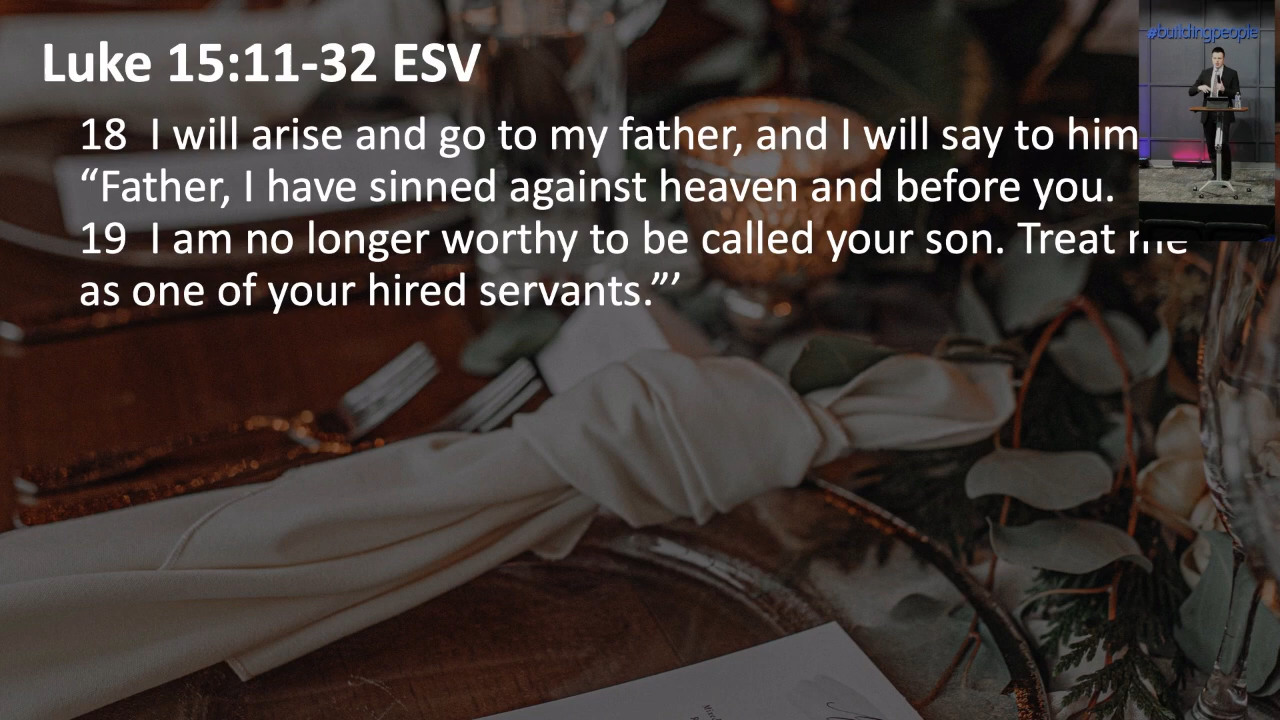 Luke 15:11-32 ESV
#buildingpeople
18 I will arise and go to my father, and I will say to him
“Father, I have sinned against heaven and before you.
19 I am no longer worthy to be called your son. Treat me
as one of your hired servants.”’